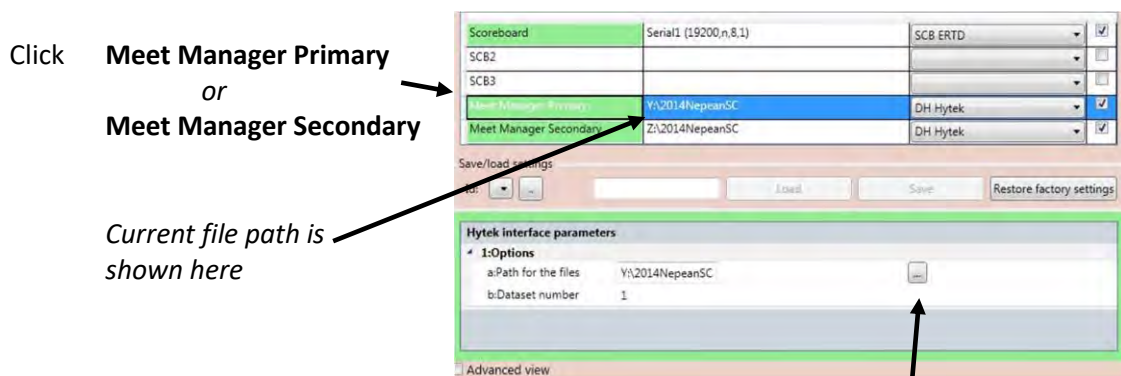 Click Meet Manager Primary
or
Meet Manager Secondary
Current file path is
shown here
Scoreboard Serial1 (19200,n,8,1) SCB ERTD
SCB2
SCB3
Meet Manager Primary Y:\2014NepeanSC DH Hytek
Meet Manager Secondary Z:\2014NepeanSC DH Hytek
Save/load settings
Id: ... Load Save Restore factory settings
Hytek interface parameters
1:Options
a:Path for the files Y:\2014NepeanSC ...
b:Dataset number 1
Advanced view